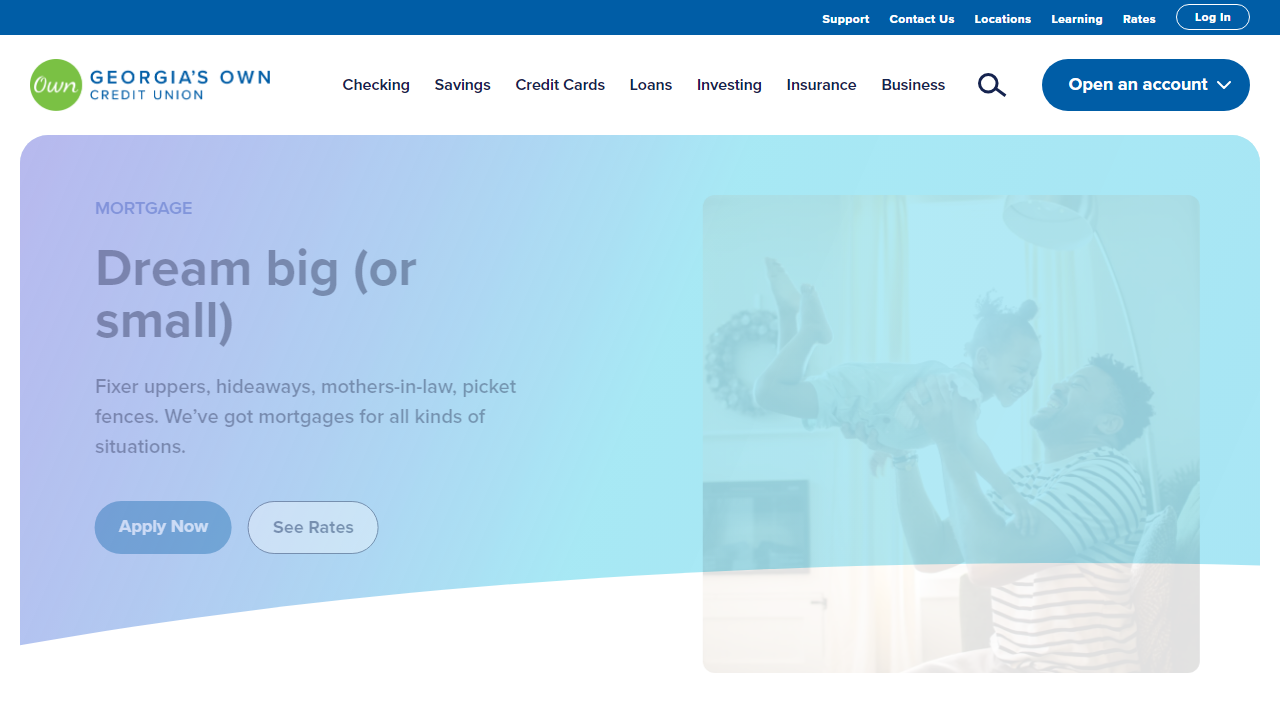 Support Contact Us Locations Learning Rates Log In
Own GEORGIA'S OWN
CREDIT UNION
Checking Savings Credit Cards Loans Investing Insurance Business Open an account
MORTGAGE
Dream big (or
small)
Fixer uppers, hideaways, mothers-in-law, picket
fences. We’ve got mortgages for all kinds of
situations.
Apply Now See Rates